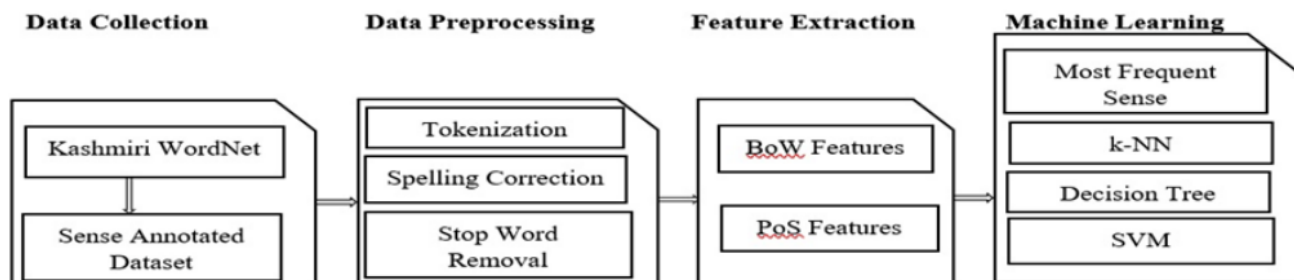 Data Collection
Data Preprocessing
Feature Extraction
Machine Learning
Kashmiri WordNet
Sense Annotated
Dataset
Tokenization
Spelling Correction
Stop Word
Removal
BoW Features
PoS Features
Most Frequent
Sense
k-NN
Decision Tree
SVM